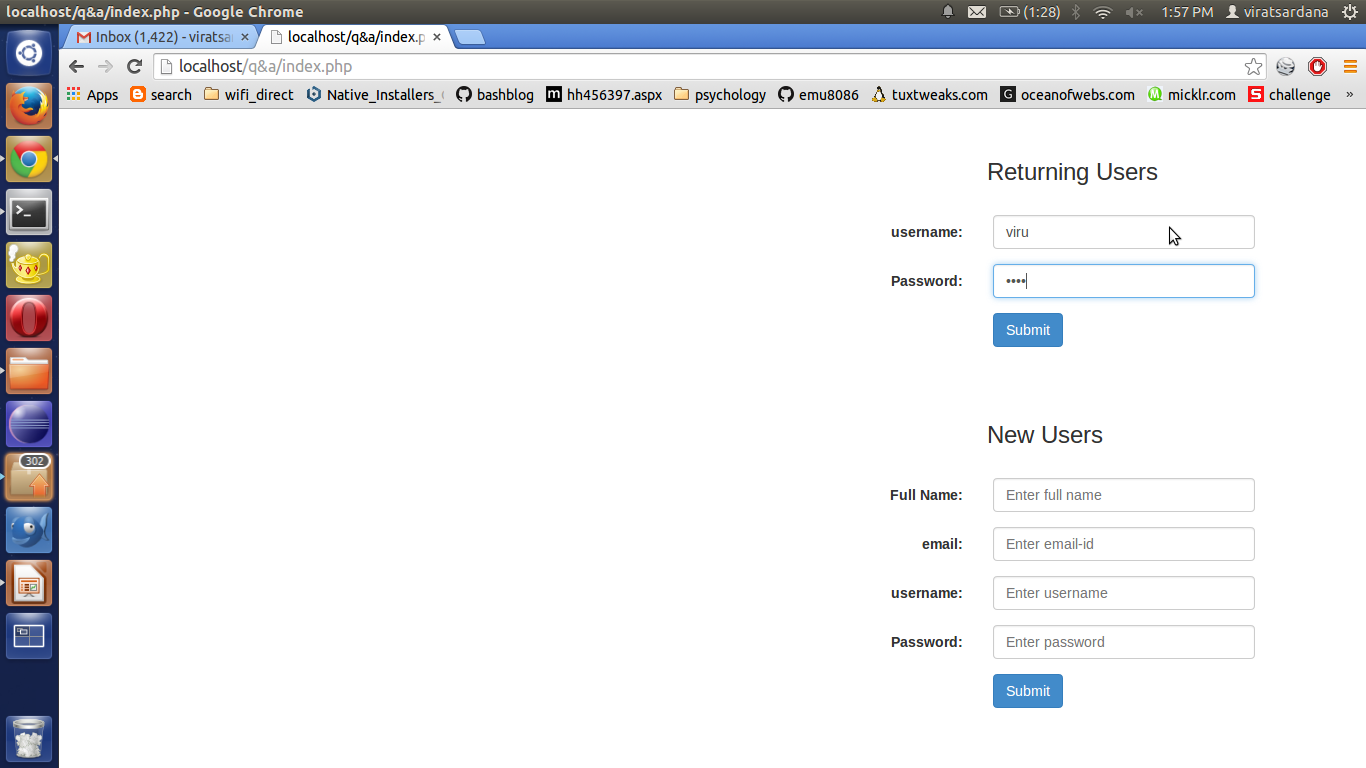 localhost/q&a/index.php - Google Chrome
(1:28)
1:57 PM
viratsardana
Inbox (1,422) - viratsa
localhost/q&a/index.p
localhost/q&a/index.php
Apps
search
wifi_direct
Native_Installers_
bashblog
hh456397.aspx
psychology
emu8086
tuxtweaks.com
oceanofwebs.com
micklr.com
challenge
»
302
Returning Users
username:
viru
Password:
••••
Submit
New Users
Full Name:
Enter full name
email:
Enter email-id
username:
Enter username
Password:
Enter password
Submit